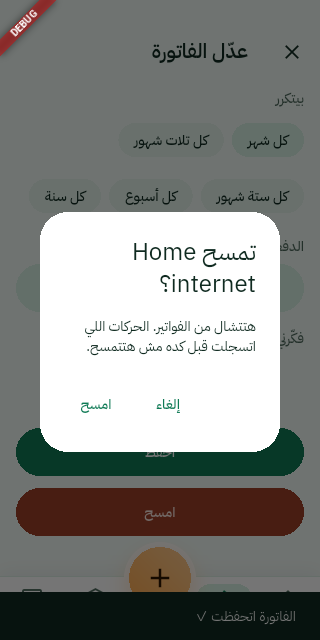 DEBUG
عدّل الفاتورة
بيتكرر
كل شهر
كل تلات شهور
كل ستة شهور
كل أسبوع
كل سنة
تمسح Home
internet؟
هتتشال من الفواتير. الحركات اللي
اتسجلت قبل كده مش هتتمسح.
إلغاء
امسح
احفظ
امسح
الفاتورة اتحفظت ✓